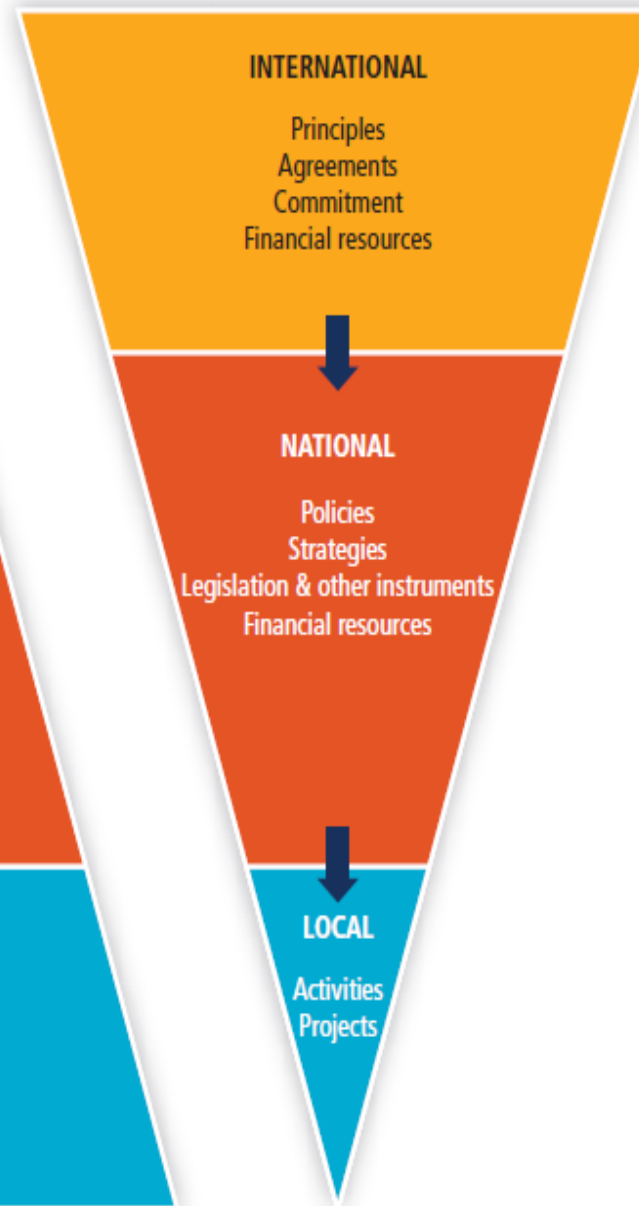 INTERNATIONAL
Principles
Agreements
Commitment
Financial resources
NATIONAL
Policies
Strategies
Legislation & other instruments
Financial resources
LOCAL
Activities
Projects